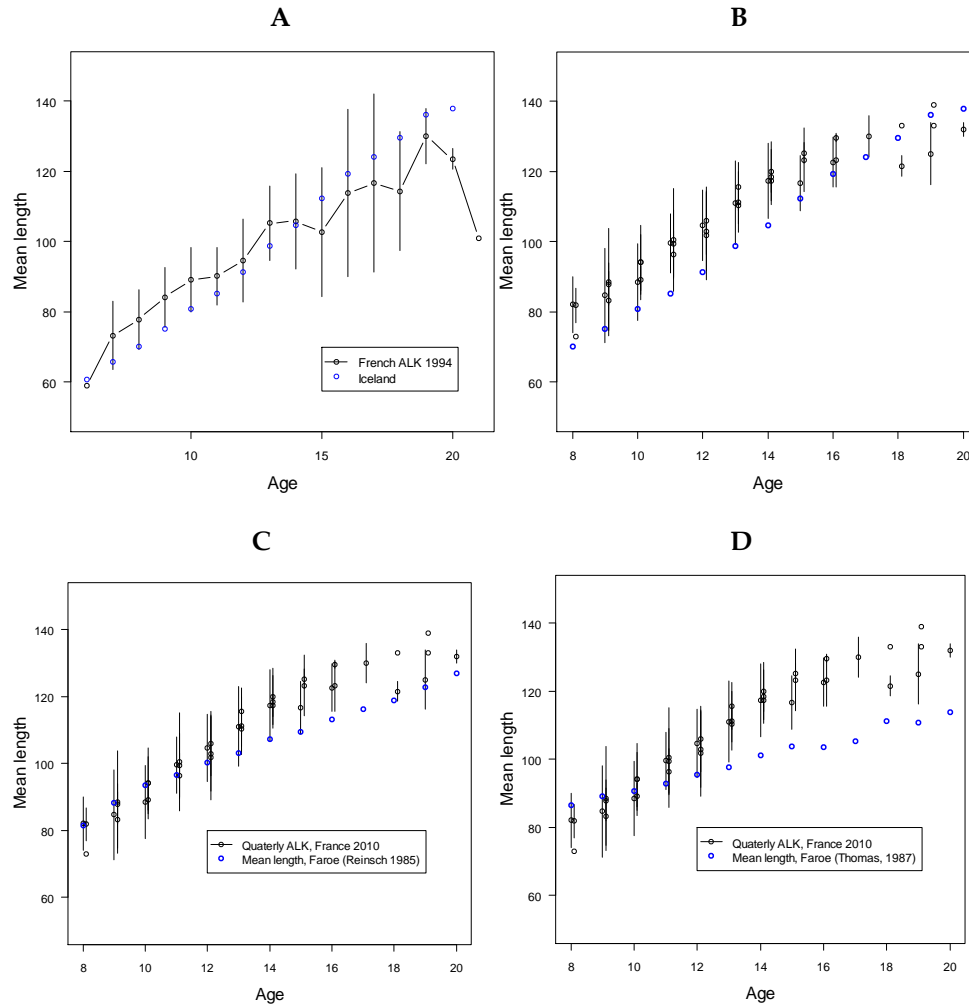 A
Mean length
140
120
100
80
60
French ALK 1994
Iceland
10
15
20
Age
B
Mean length
140
120
100
80
60
8
10
12
14
16
18
20
Age
C
Mean length
140
120
100
80
60
Quaterly ALK, France 2010
Mean length, Faroe (Reinsch 1985)
8
10
12
14
16
18
20
Age
D
Mean length
140
120
100
80
60
Quaterly ALK, France 2010
Mean length, Faroe (Thomas, 1987)
8
10
12
14
16
18
20
Age